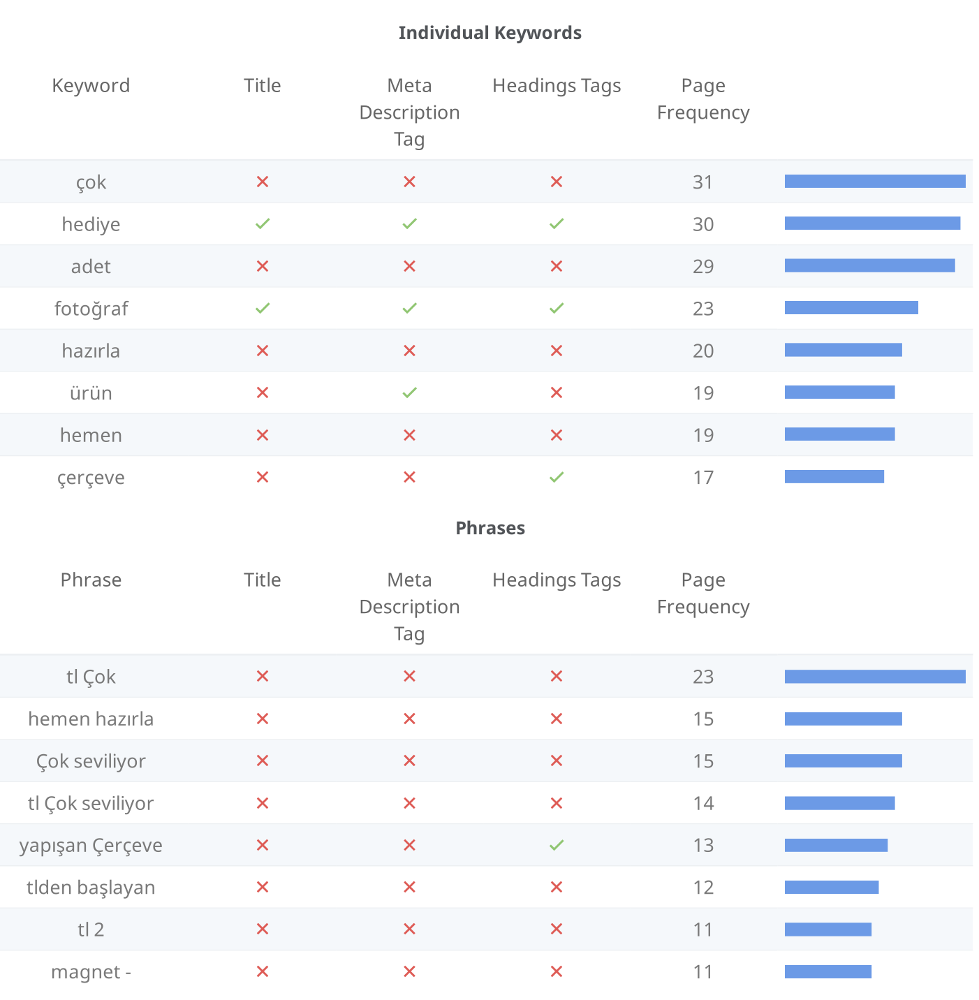 Individual Keywords
Keyword Title Meta Description Tag Headings Tags Page Frequency
çok ✕ ✕ ✕ 31
hediye ✓ ✓ ✓ 30
adet ✕ ✕ ✕ 29
fotoğraf ✓ ✓ ✓ 23
hazırla ✕ ✕ ✕ 20
ürün ✕ ✓ ✕ 19
hemen ✕ ✕ ✕ 19
çerçeve ✕ ✕ ✓ 17
Phrases
Phrase Title Meta Description Tag Headings Tags Page Frequency
tl Çok ✕ ✕ ✕ 23
hemen hazırla ✕ ✕ ✕ 15
Çok seviliyor ✕ ✕ ✕ 15
tl Çok seviliyor ✕ ✕ ✕ 14
yapışan Çerçeve ✕ ✕ ✓ 13
tlden başlayan ✕ ✕ ✕ 12
tl 2 ✕ ✕ ✕ 11
magnet - ✕ ✕ ✕ 11